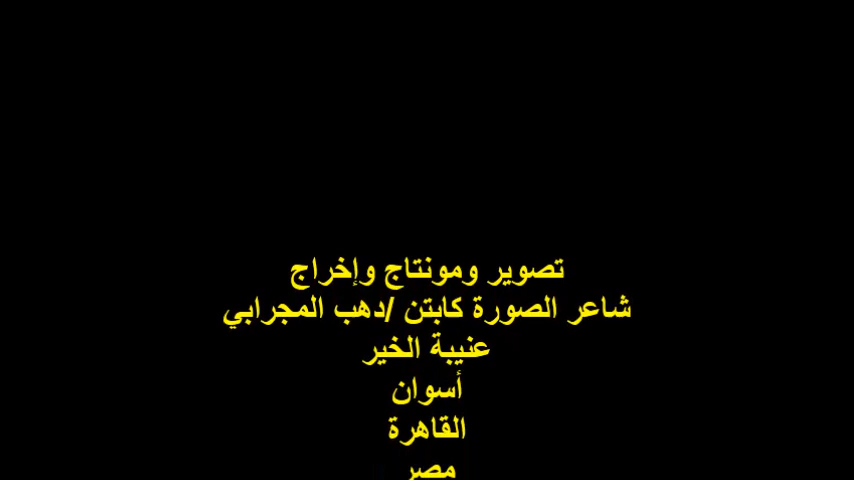 تصوير ومونتاج وإخراج
شاعر الصورة كابتن /دهب المجرابي
عنيبة الخير
أسوان
القاهرة
مصر